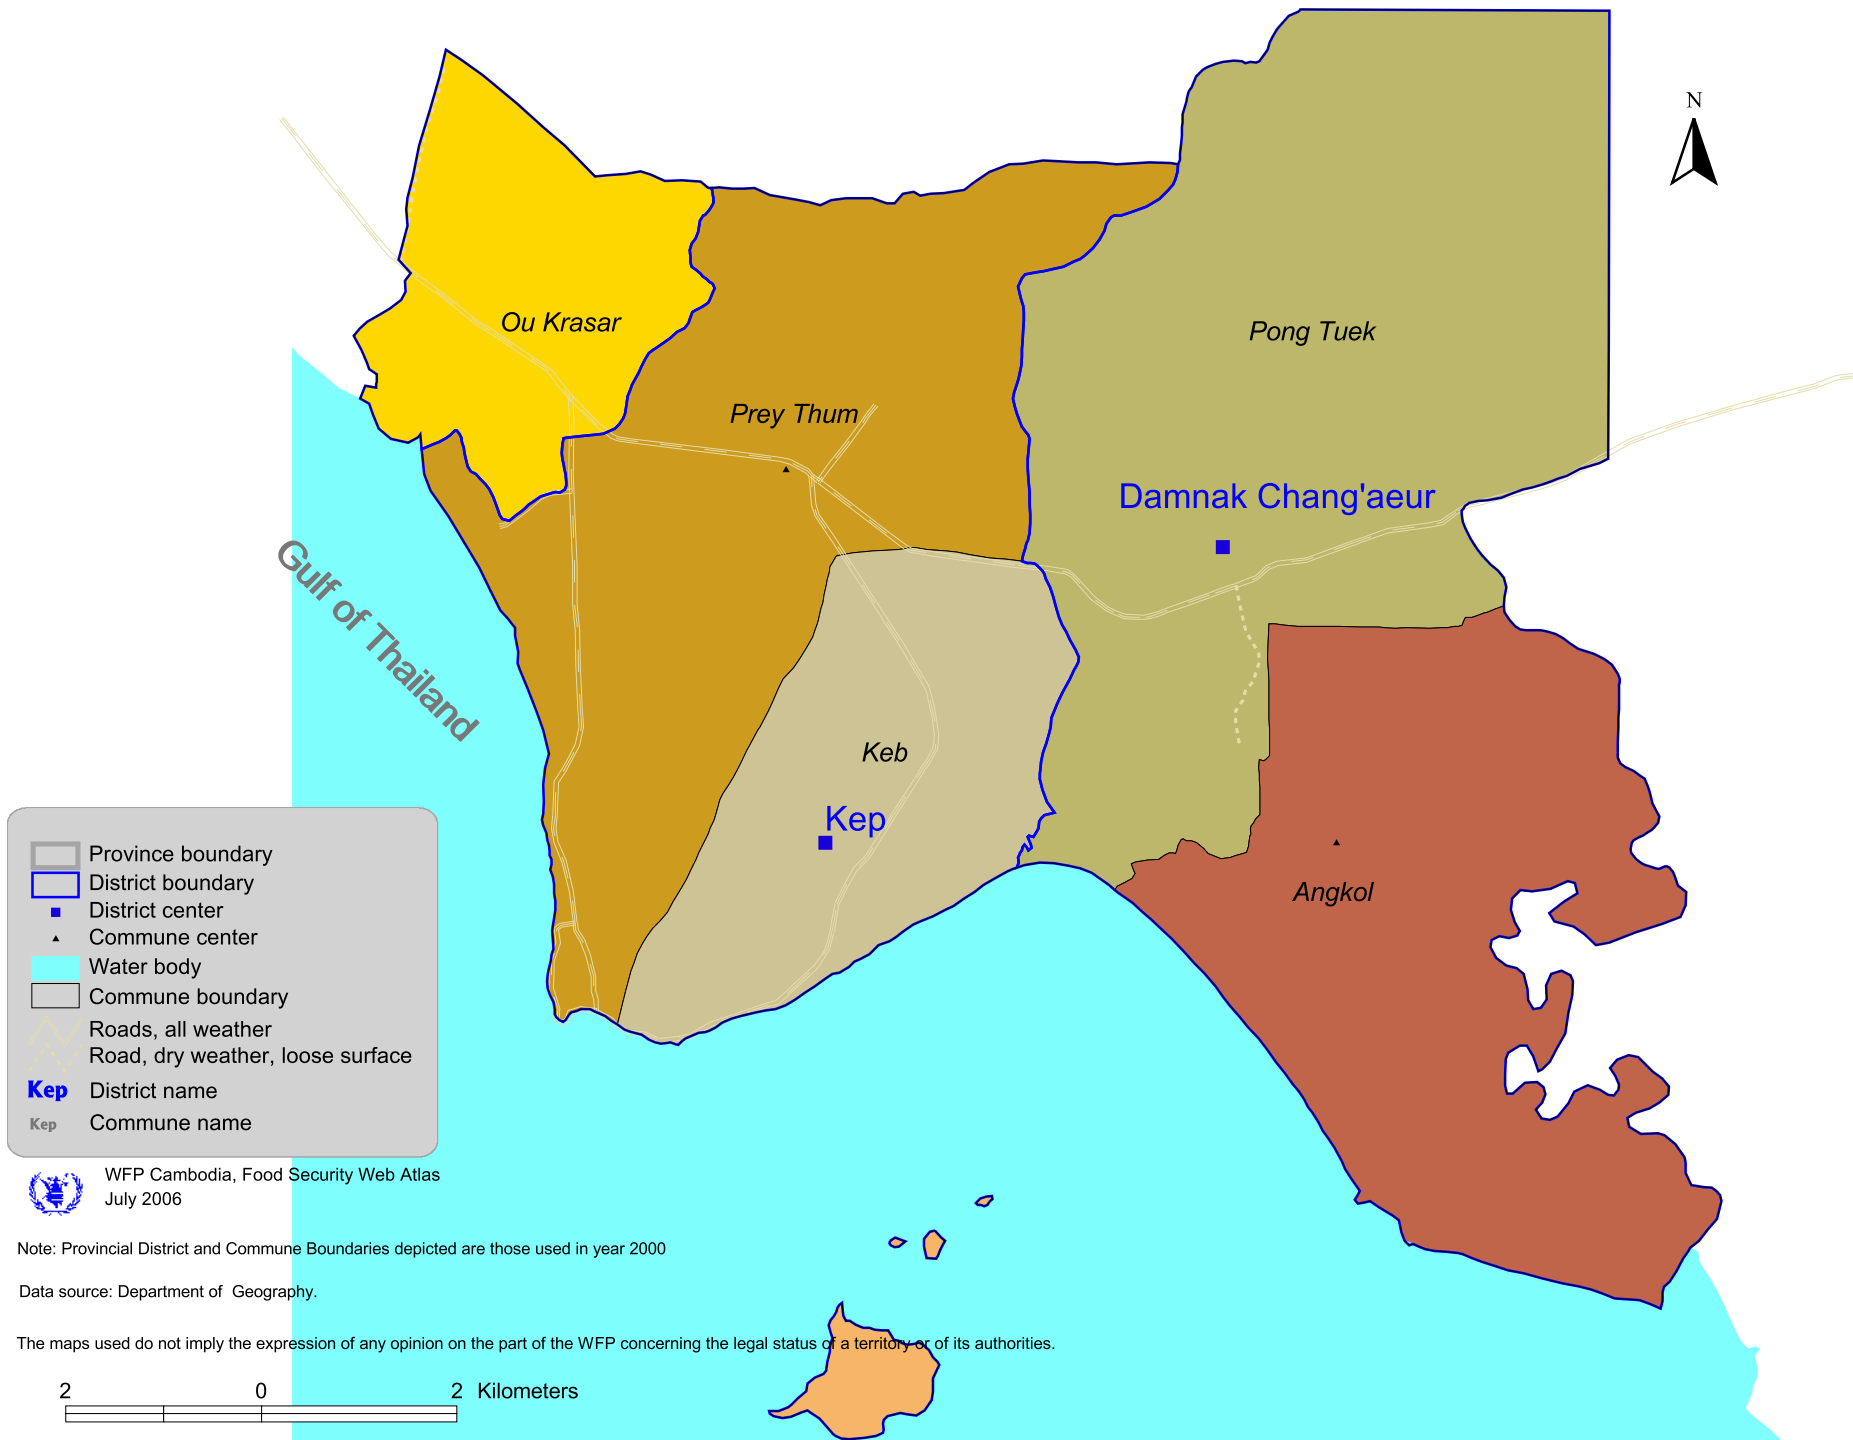 N
Ou Krasar
Pong Tuek
Prey Thum
Damnak Chang'aeur
Gulf of Thailand
Keb
Kep
Angkol
Province boundary
District boundary
District center
Commune center
Water body
Commune boundary
Roads, all weather
Road, dry weather, loose surface
Kep District name
Kep Commune name
WFP Cambodia, Food Security Web Atlas
July 2006
Note: Provincial District and Commune Boundaries depicted are those used in year 2000
Data source: Department of Geography.
The maps used do not imply the expression of any opinion on the part of the WFP concerning the legal status of a territory or of its authorities.
2 0 2 Kilometers